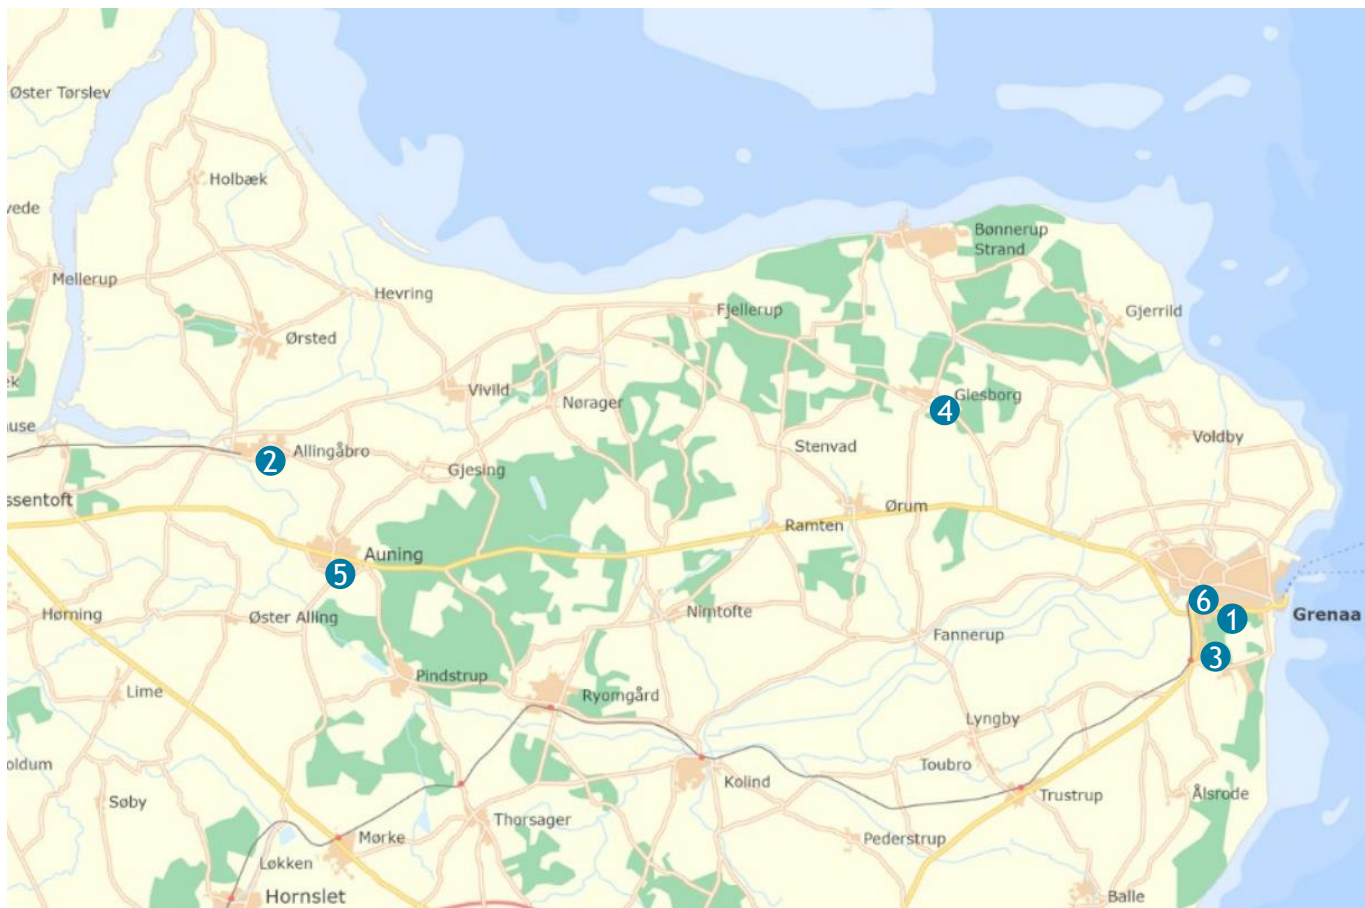 Øster Tørslev
Holbæk
vede
Mellerup
Hevring
Bønnerup
Strand
Gjerrild
Fjellerup
Ørsted
ek
Vivild
Nørager
Glesborg
4
use
Allingåbro
2
Gjesing
Stenvad
Voldby
ssentoft
Ørum
Ramten
Auning
5
Hørning
Øster Alling
Nimtofte
Fannerup
6
1
Grenaa
3
Pindstrup
Ryomgård
Lime
Lyngby
oldum
Toubro
Kolind
Trustrup
Ålsrode
Søby
Thorsager
Mørke
Pederstrup
Løkken
Hornslet
Balle